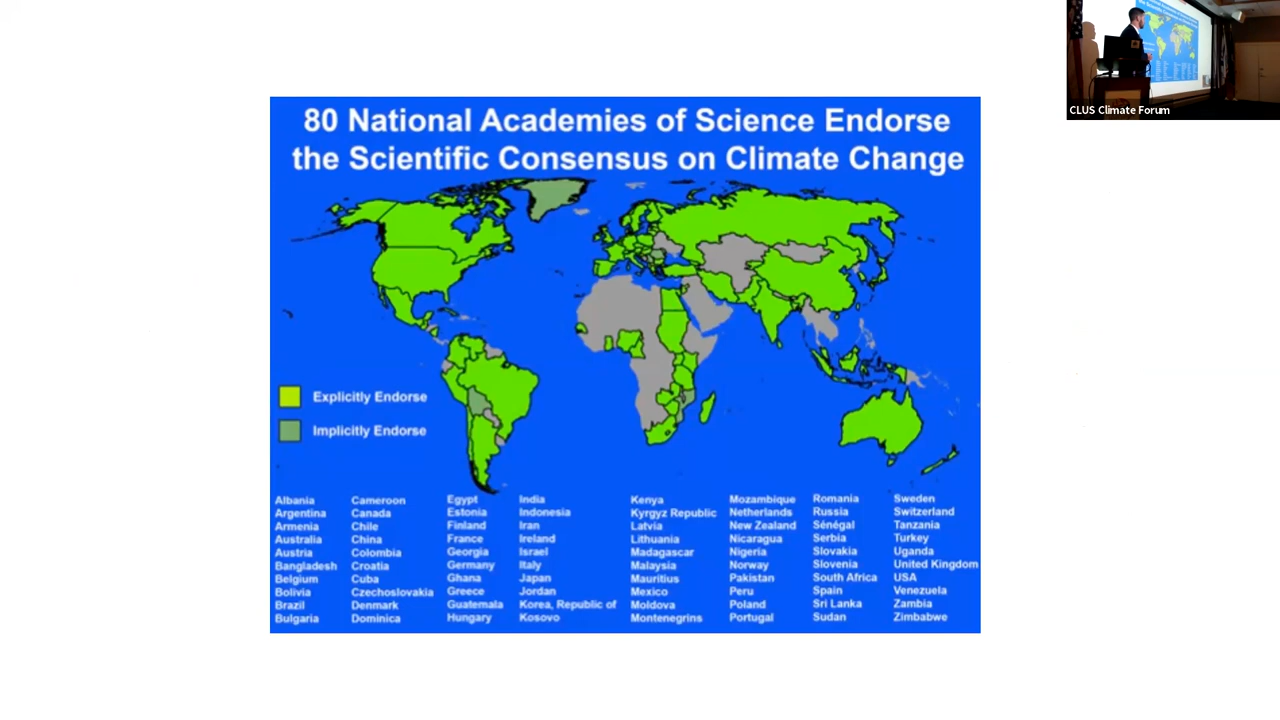 80 National Academies of Science Endorse
the Scientific Consensus on Climate Change
Explicitly Endorse
Implicitly Endorse
Albania
Argentina
Armenia
Australia
Austria
Bangladesh
Belgium
Bolivia
Brazil
Bulgaria
Cameroon
Canada
Chile
China
Colombia
Croatia
Cuba
Czechoslovakia
Denmark
Dominica
Egypt
Estonia
Finland
France
Georgia
Germany
Ghana
Greece
Guatemala
Hungary
India
Indonesia
Iran
Ireland
Israel
Italy
Japan
Jordan
Korea, Republic of
Kosovo
Kenya
Kyrgyz Republic
Latvia
Lithuania
Madagascar
Malaysia
Mauritius
Mexico
Moldova
Montenegrins
Mozambique
Netherlands
New Zealand
Nicaragua
Nigeria
Norway
Pakistan
Peru
Poland
Portugal
Romania
Russia
Sénégal
Serbia
Slovakia
Slovenia
South Africa
Spain
Sri Lanka
Sudan
Sweden
Switzerland
Tanzania
Turkey
Uganda
United Kingdom
USA
Venezuela
Zambia
Zimbabwe
CLUS Climate Forum